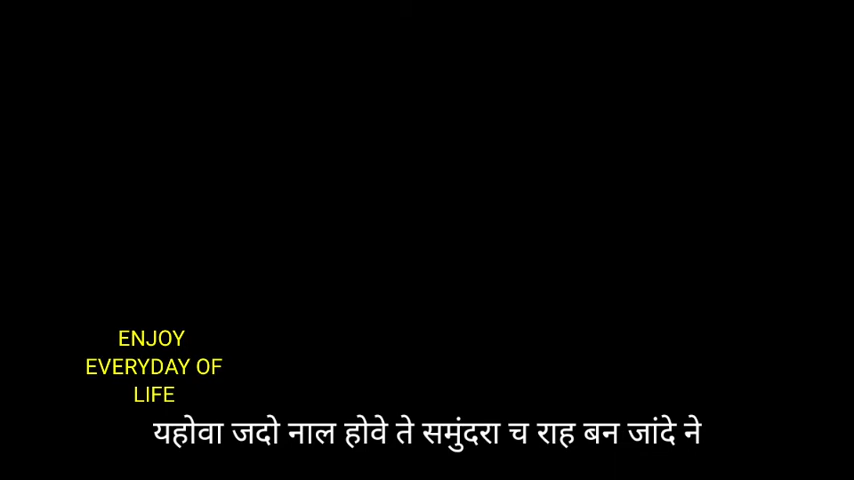 ENJOY
EVERYDAY OF
LIFE
यहोवा जदो नाल होवे ते समुंदरा च राह बन जांदे ने